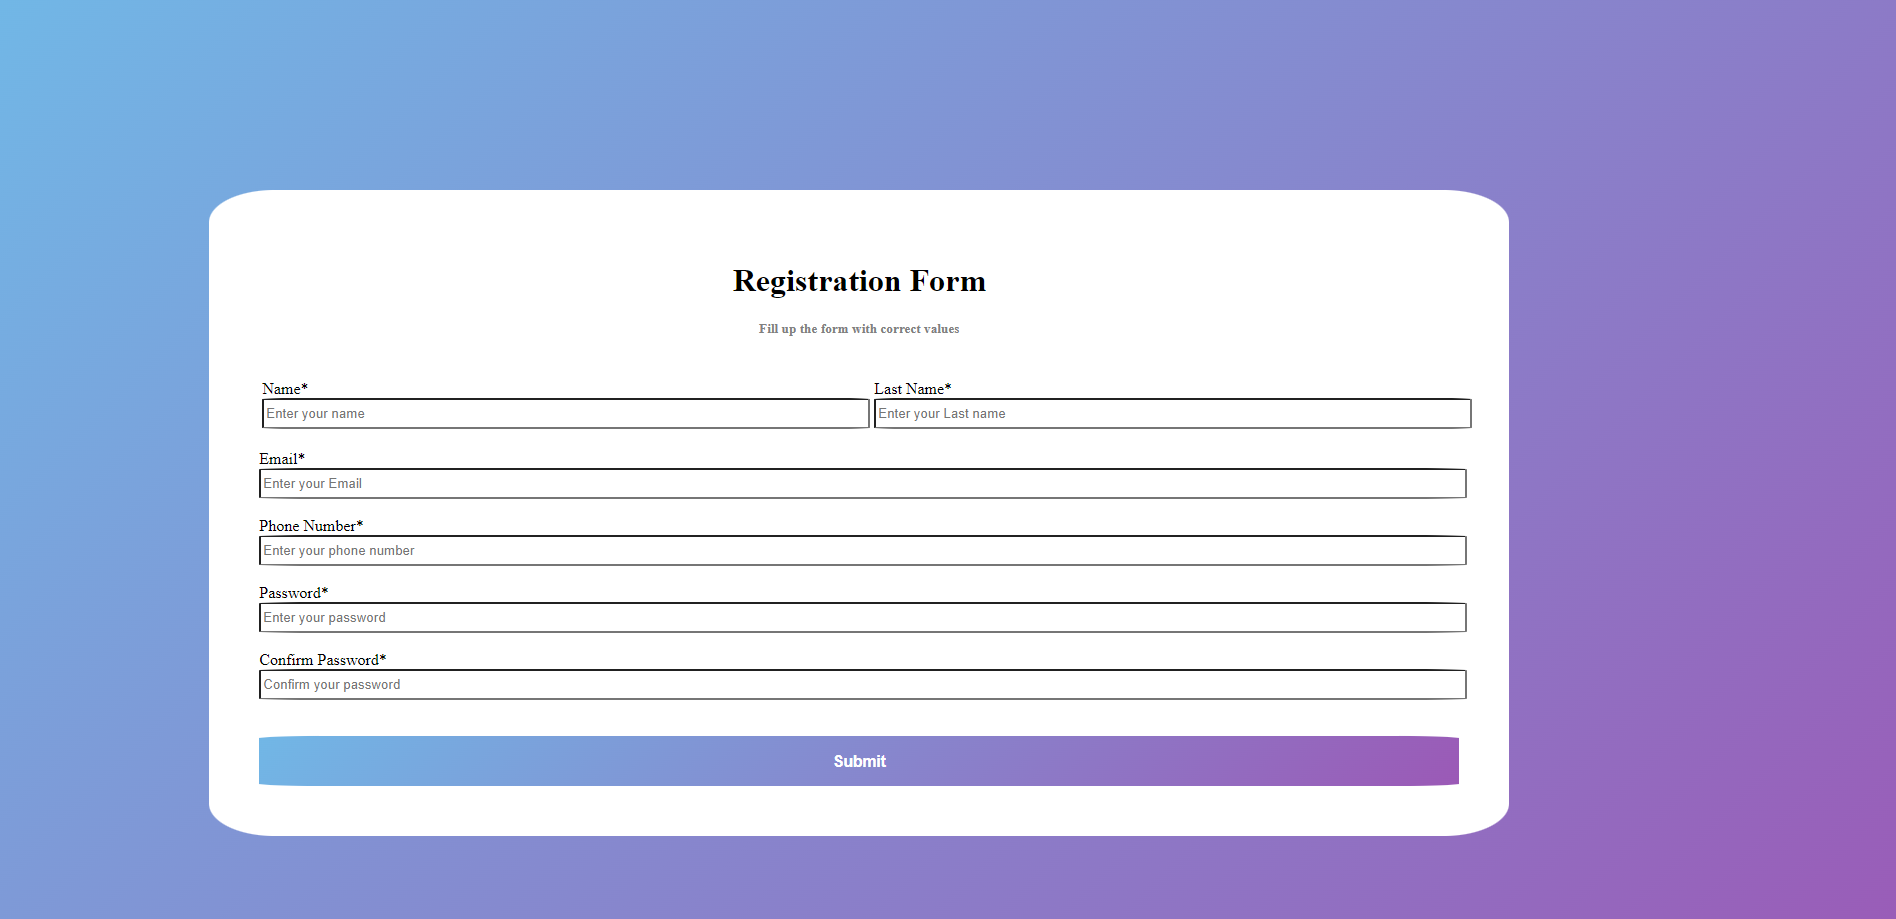 Registration Form
Fill up the form with correct values
Name* Last Name*
Enter your name Enter your Last name
Email*
Enter your Email
Phone Number*
Enter your phone number
Password*
Enter your password
Confirm Password*
Confirm your password
Submit